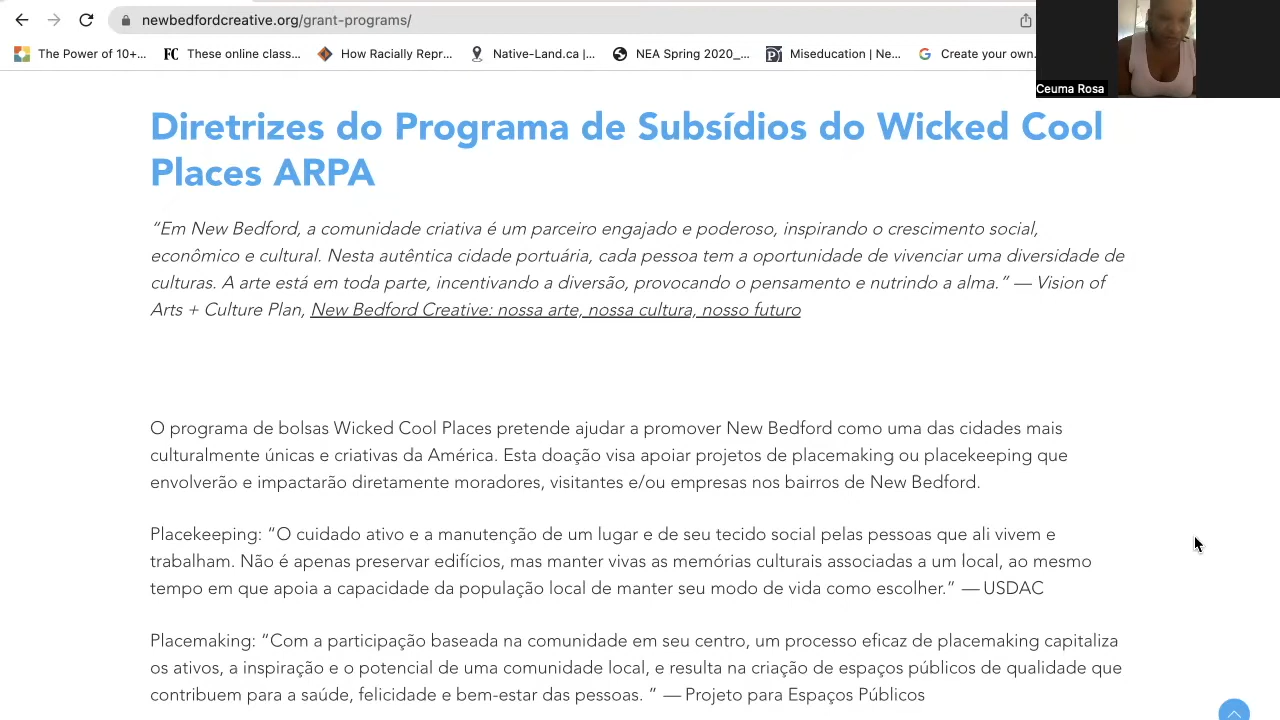 newbedfordcreative.org/grant-programs/
The Power of 10+...
These online class...
How Racially Repr...
Native-Land.ca |...
NEA Spring 2020_...
Miseducation | Ne...
Create your own.
Ceuma Rosa
Diretrizes do Programa de Subsídios do Wicked Cool
Places ARPA
“Em New Bedford, a comunidade criativa é um parceiro engajado e poderoso, inspirando o crescimento social,
econômico e cultural. Nesta autêntica cidade portuária, cada pessoa tem a oportunidade de vivenciar uma diversidade de
culturas. A arte está em toda parte, incentivando a diversão, provocando o pensamento e nutrindo a alma.” — Vision of
Arts + Culture Plan, New Bedford Creative: nossa arte, nossa cultura, nosso futuro
O programa de bolsas Wicked Cool Places pretende ajudar a promover New Bedford como uma das cidades mais
culturalmente únicas e criativas da América. Esta doação visa apoiar projetos de placemaking ou placekeeping que
envolverão e impactarão diretamente moradores, visitantes e/ou empresas nos bairros de New Bedford.
Placekeeping: “O cuidado ativo e a manutenção de um lugar e de seu tecido social pelas pessoas que ali vivem e
trabalham. Não é apenas preservar edifícios, mas manter vivas as memórias culturais associadas a um local, ao mesmo
tempo em que apoia a capacidade da população local de manter seu modo de vida como escolher.” — USDAC
Placemaking: “Com a participação baseada na comunidade em seu centro, um processo eficaz de placemaking capitaliza
os ativos, a inspiração e o potencial de uma comunidade local, e resulta na criação de espaços públicos de qualidade que
contribuem para a saúde, felicidade e bem-estar das pessoas. ” — Projeto para Espaços Públicos